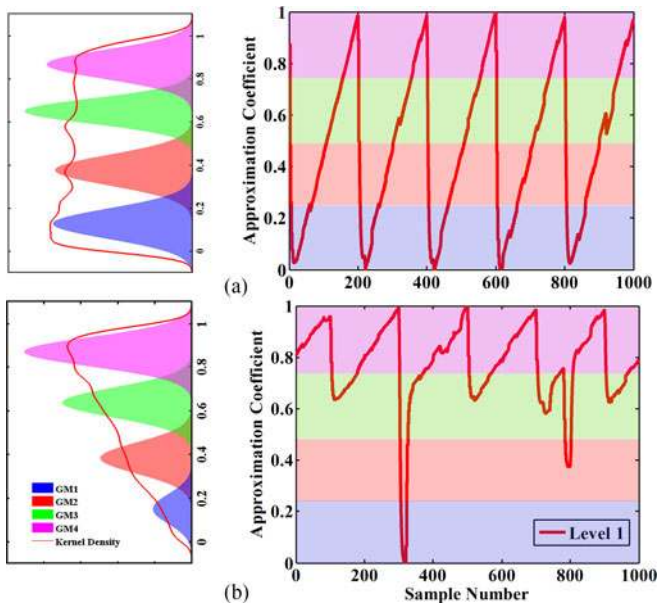 1
0.8
0.6
0.4
0.2
0
Approximation Coefficient
1
0.8
0.6
0.4
0.2
0
0 200 400 600 800 1000
(a)
GM1
GM2
GM3
GM4
Kernel Density
1
0.8
0.6
0.4
0.2
0
Approximation Coefficient
1
0.8
0.6
0.4
0.2
0
Level 1
0 200 400 600 800 1000
Sample Number
(b)